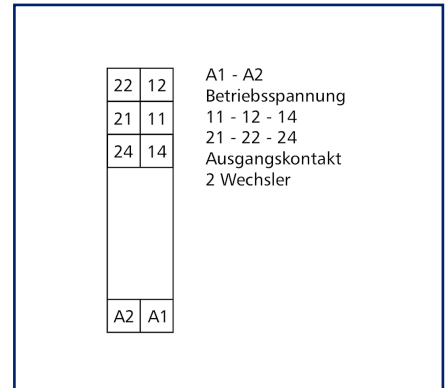 22 12
21 11
24 14
A2 A1
A1 - A2
Betriebsspannung
11 - 12 - 14
21 - 22 - 24
Ausgangskontakt
2 Wechsler